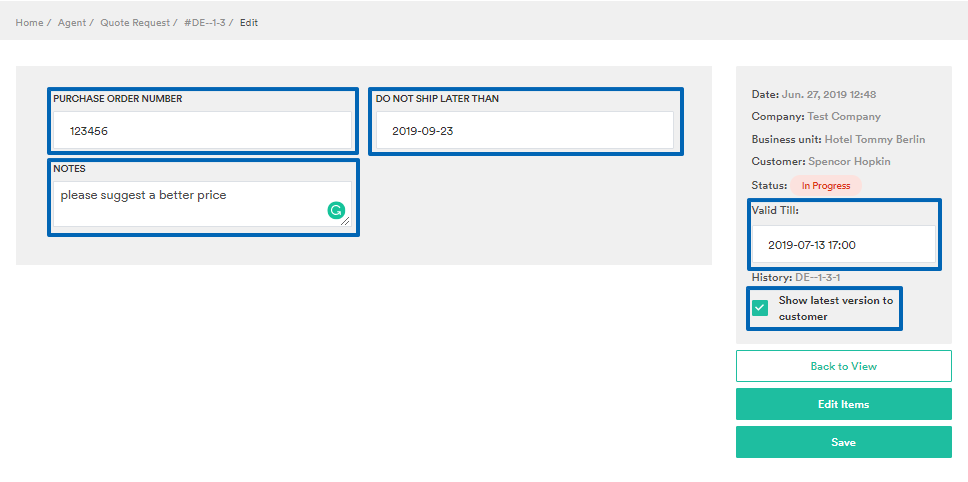 Home / Agent / Quote Request / #DE--1-3 / Edit
PURCHASE ORDER NUMBER
123456
DO NOT SHIP LATER THAN
2019-09-23
NOTES
please suggest a better price
Date: Jun. 27, 2019 12:48
Company: Test Company
Business unit: Hotel Tommy Berlin
Customer: Spencor Hopkin
Status: In Progress
Valid Till:
2019-07-13 17:00
History: DE--1-3-1
Show latest version to
customer
Back to View
Edit Items
Save